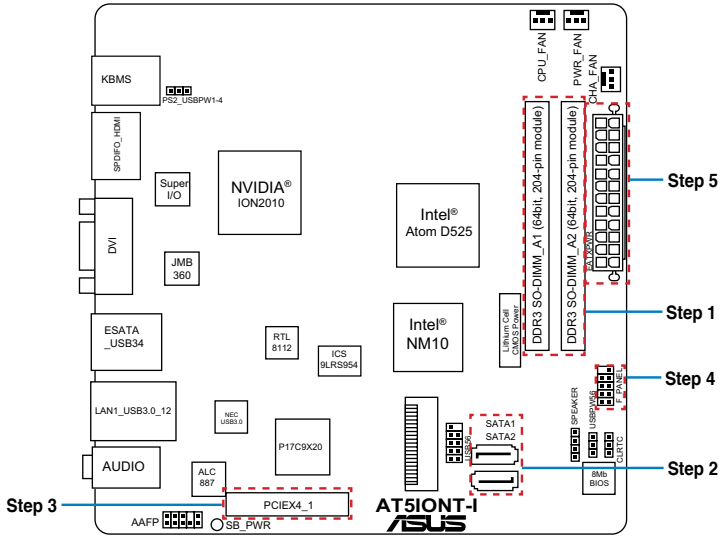 CPU_FAN
PWR_FAN
CHA_FAN
KBMS
PS2_USBPW1-4
SPDIFO_HDMI
Super
I/O
NVIDIA®
ION2010
Intel®
Atom D525
DDR3 SO-DIMM_A1 (64bit, 204-pin module)
DDR3 SO-DIMM_A2 (64bit, 204-pin module)
EATXPWR
Step 5
DVI
JMB
360
Step 1
Lithium Cell
CMOS Power
ESATA
_USB34
RTL
8112
ICS
9LRS954
Intel®
NM10
F_PANEL
Step 4
LAN1_USB3.0_12
NEC
USB3.0
P17C9X20
USB56
SATA1
SATA2
SPEAKER
USBPW56
CLRTC
Step 2
AUDIO
ALC
887
8Mb
BIOS
Step 3
PCIEX4_1
AT5IONT-I
ASUS
AAFP
SB_PWR